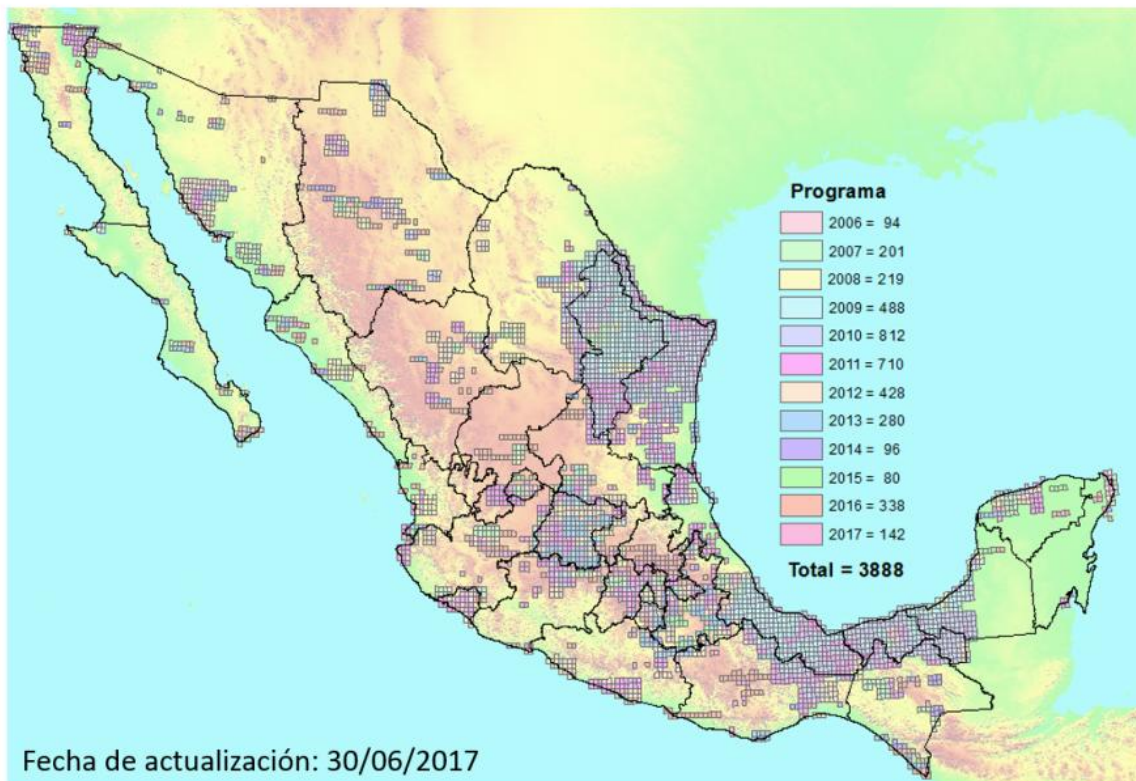 Programa
2006 = 94
2007 = 201
2008 = 219
2009 = 488
2010 = 812
2011 = 710
2012 = 428
2013 = 280
2014 = 96
2015 = 80
2016 = 338
2017 = 142
Total = 3888
Fecha de actualización: 30/06/2017